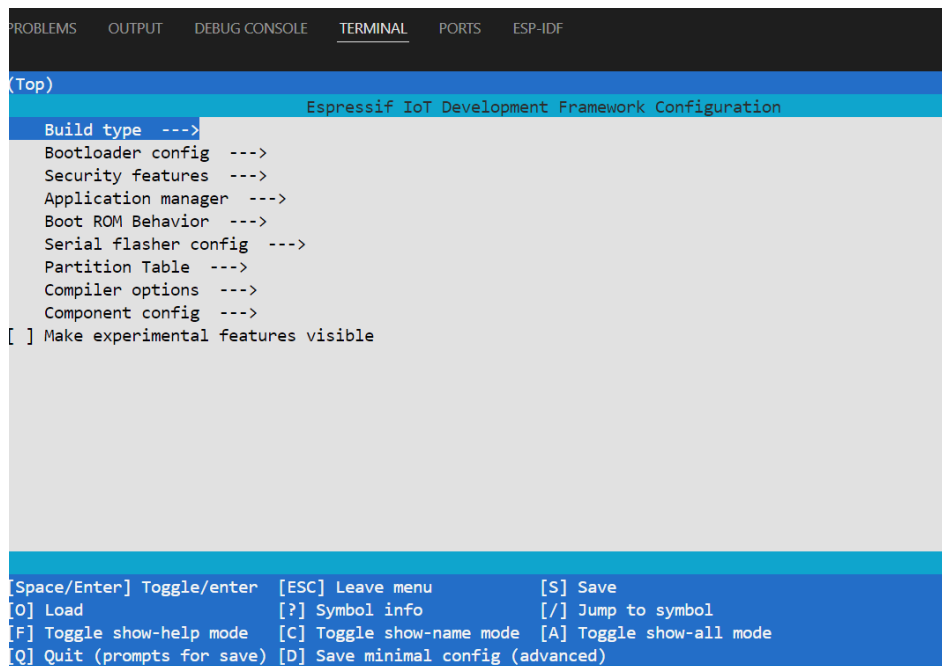 PROBLEMS OUTPUT DEBUG CONSOLE TERMINAL PORTS ESP-IDF
(Top)
Espressif IoT Development Framework Configuration
Build type --->
Bootloader config --->
Security features --->
Application manager --->
Boot ROM Behavior --->
Serial flasher config --->
Partition Table --->
Compiler options --->
Component config --->
[ ] Make experimental features visible
[Space/Enter] Toggle/enter [ESC] Leave menu [S] Save
[O] Load [?] Symbol info [/] Jump to symbol
[F] Toggle show-help mode [C] Toggle show-name mode [A] Toggle show-all mode
[Q] Quit (prompts for save) [D] Save minimal config (advanced)